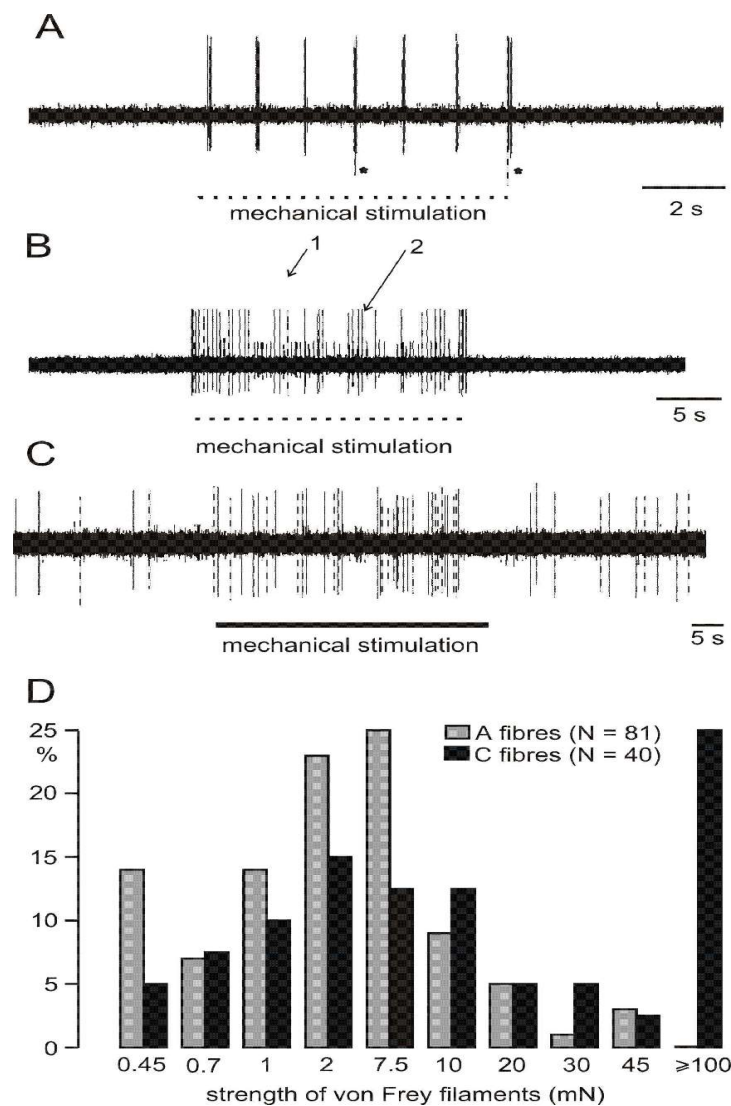 A
*
*
mechanical stimulation
2 s
B
1
2
mechanical stimulation
5 s
C
mechanical stimulation
5 s
D
25
%
20
15
10
5
0
A fibres (N = 81)
C fibres (N = 40)
0.45 0.7 1 2 7.5 10 20 30 45 ≥100
strength of von Frey filaments (mN)